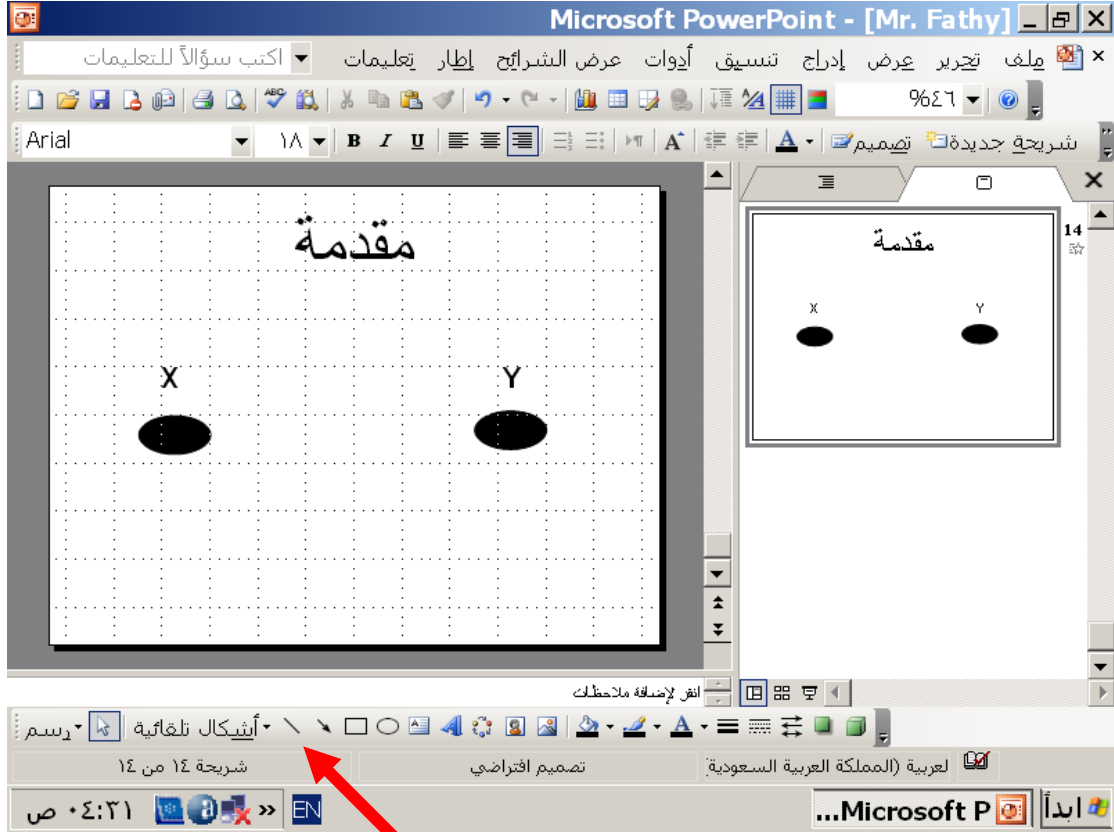 Microsoft PowerPoint - [Mr. Fathy]
ملف تحرير عرض إدراج تنسيق أدوات عرض الشرائح إطار تعليمات اكتب سؤالاً للتعليمات
%٤٦
Arial ١٨ B I U A A شريحة جديدة تصميم
مقدمة
X Y
14
مقدمة
X Y
انقر لإضافة ملاحظات
رسم أشكال تلقائية A
شريحة ١٤ من ١٤ تصميم افتراضي لعربية (المملكة العربية السعودية
ابدأ Microsoft P... EN ٠٤:٣١ ص